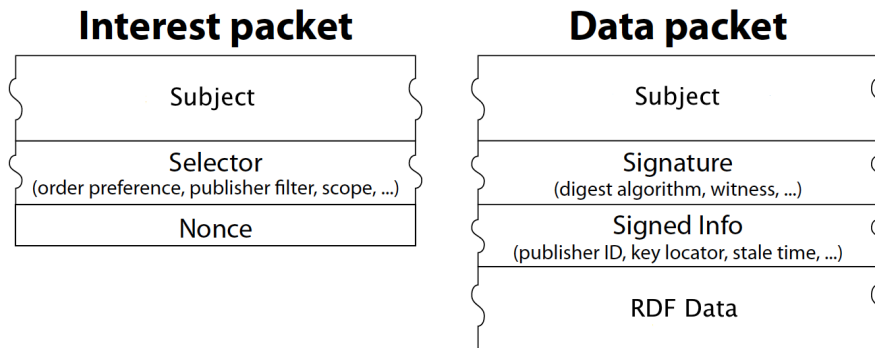 Interest packet
Subject
Selector
(order preference, publisher filter, scope, ...)
Nonce
Data packet
Subject
Signature
(digest algorithm, witness, ...)
Signed Info
(publisher ID, key locator, stale time, ...)
RDF Data